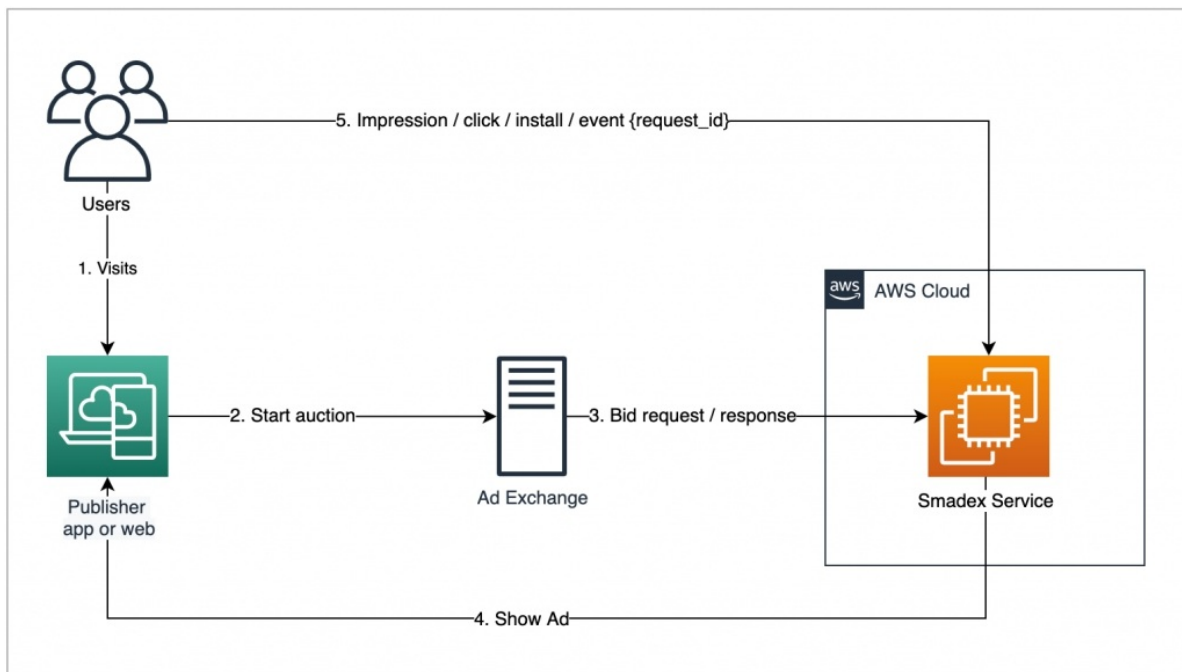 5. Impression / click / install / event {request_id}
Users
1. Visits
aws
AWS Cloud
2. Start auction
3. Bid request / response
Publisher
app or web
Ad Exchange
Smadex Service
4. Show Ad